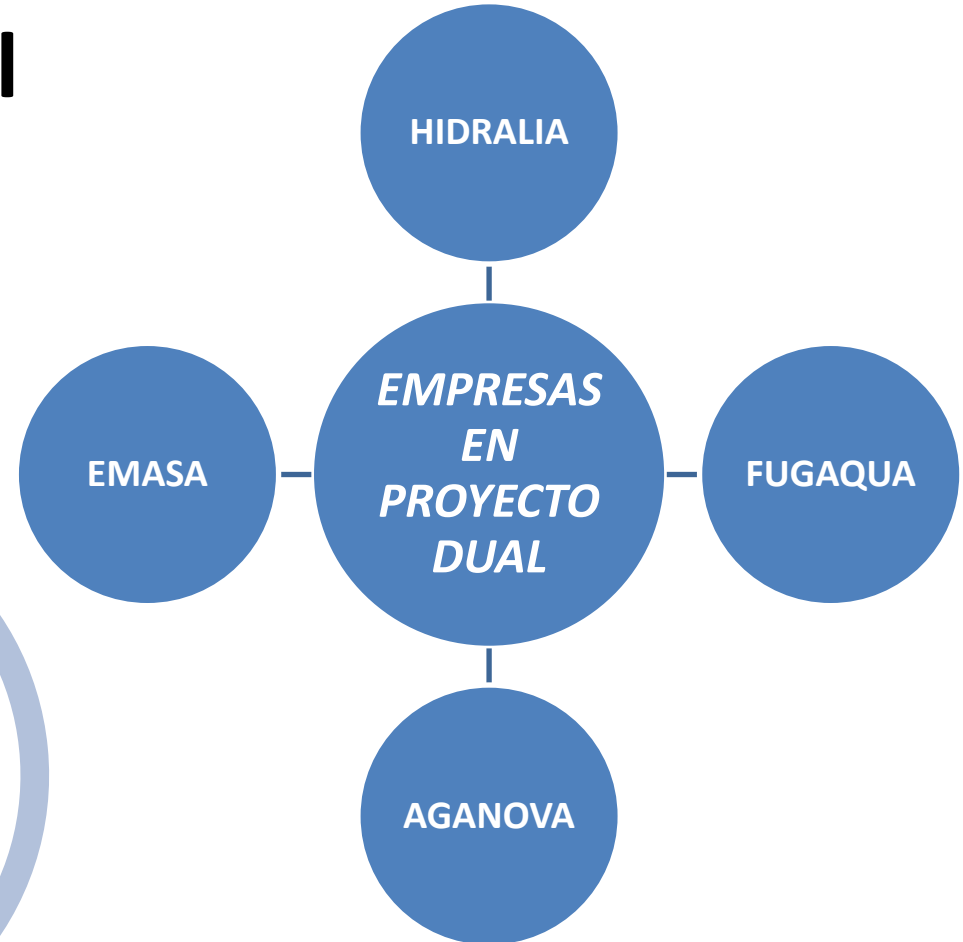 HIDRALIA
EMPRESAS
EN
PROYECTO
DUAL
EMASA
FUGAQUA
AGANOVA